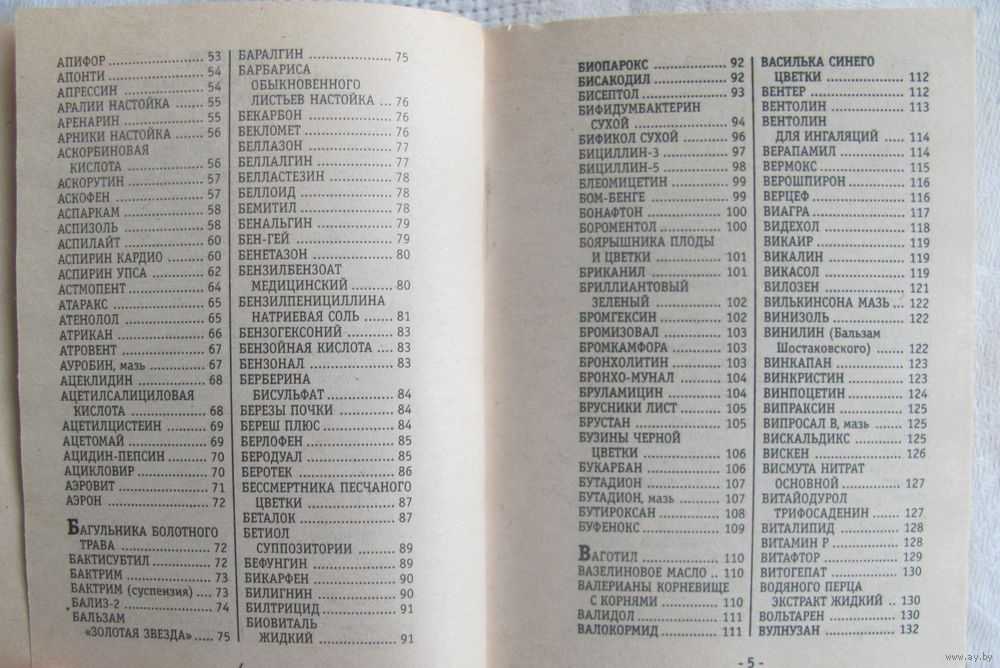 АПИФОР ............... 53
АПОНТИ ............... 54
АПРЕССИН ............... 54
АРАЛИИ НАСТОЙКА ..... 55
АРЕНАРИН ............... 55
АРНИКИ НАСТОЙКА ..... 56
АСКОРБИНОВАЯ
КИСЛОТА ............... 56
АСКОРУТИН ............... 57
АСКОФЕН ............... 57
АСПАРКАМ ............... 58
АСПИЗОЛЬ ............... 58
АСПИЛАЙТ ............... 60
АСПИРИН КАРДИО ...... 60
АСПИРИН УПСА ........... 62
АСТМОПЕНТ ............... 64
АТАРАКС ............... 65
АТЕНОЛОЛ ............... 65
АТРИКАН ............... 66
АТРОВЕНТ ............... 67
АУРОБИН, мазь ........... 67
АЦЕКЛИДИН ............... 68
АЦЕТИЛСАЛИЦИЛОВАЯ
КИСЛОТА ............... 68
АЦЕТИЛЦИСТЕИН ........ 69
АЦЕТОМАЙ ............... 69
АЦИДИН-ПЕПСИН ....... 70
АЦИКЛОВИР ............... 70
АЭРОВИТ ............... 71
АЭРОН ............... 72
БАГУЛЬНИКА БОЛОТНОГО
ТРАВА ............... 72
БАКТИСУБТИЛ ............ 72
БАКТРИМ ............... 73
БАКТРИМ (суспензия) .... 73
БАЛИЗ-2 ............... 74
БАЛЬЗАМ
«ЗОЛОТАЯ ЗВЕЗДА» ..... 75
БАРАЛГИН ............... 75
БАРБАРИСА
ОБЫКНОВЕННОГО
ЛИСТЬЕВ НАСТОЙКА ... 76
БЕКАРБОН ............... 76
БЕКЛОМЕТ ............... 76
БЕЛЛАЗОН ............... 77
БЕЛЛАЛГИН ............... 77
БЕЛЛАСТЕЗИН ........... 78
БЕЛЛОИД ............... 78
БЕМИТИЛ ............... 78
БЕНАЛЬГИН ............... 79
БЕН-ГЕЙ ............... 79
БЕНЕТАЗОН ............... 80
БЕНЗИЛБЕНЗОАТ
МЕДИЦИНСКИЙ ......... 80
БЕНЗИЛПЕНИЦИЛЛИНА
НАТРИЕВАЯ СОЛЬ ...... 81
БЕНЗОГЕКСОНИЙ ........ 83
БЕНЗОЙНАЯ КИСЛОТА .... 83
БЕНЗОНАЛ ............... 83
БЕРБЕРИНА
БИСУЛЬФАТ ............... 84
БЕРЕЗЫ ПОЧКИ .......... 84
БЕРЕШ ПЛЮС ............. 84
БЕРЛОФЕН ............... 85
БЕРОДУАЛ ............... 85
БЕРОТЕК ............... 86
БЕССМЕРТНИКА ПЕСЧАНОГО
ЦВЕТКИ ............... 87
БЕТАЛОК ............... 87
БЕТИОЛ
СУППОЗИТОРИИ ........ 89
БЕФУНГИН ............... 89
БИКАРФЕН ............... 90
БИЛИГНИН ............... 90
БИЛТРИЦИД ............... 91
БИОВИТАЛЬ
ЖИДКИЙ ............... 91
БИОПАРОКС ............... 92
БИСАКОДИЛ ............... 92
БИСЕПТОЛ ............... 93
БИФИДУМБАКТЕРИН
СУХОЙ ............... 94
БИФИКОЛ СУХОЙ ........ 96
БИЦИЛЛИН-3 ............. 97
БИЦИЛЛИН-5 ............. 98
БЛЕОМИЦЕТИН ........... 99
БОМ-БЕНГЕ ............... 99
БОНАФТОН ............... 100
БОРОМЕНТОЛ ............. 100
БОЯРЫШНИКА ПЛОДЫ
И ЦВЕТКИ ............... 101
БРИКАНИЛ ............... 101
БРИЛЛИАНТОВЫЙ
ЗЕЛЕНЫЙ ............... 102
БРОМГЕКСИН ............. 102
БРОМИЗОВАЛ ............. 103
БРОМКАМФОРА .......... 103
БРОНХОЛИТИН ........... 103
БРОНХО-МУНАЛ .......... 104
БРУЛАМИЦИН ............ 104
БРУСНИКИ ЛИСТ ......... 105
БРУСТАН ............... 105
БУЗИНЫ ЧЕРНОЙ
ЦВЕТКИ ............... 106
БУКАРБАН ............... 106
БУТАДИОН ............... 107
БУТАДИОН, мазь ......... 107
БУТИРОКСАН ............. 108
БУФЕНОКС ............... 109
ВАГОТИЛ ............... 110
ВАЗЕЛИНОВОЕ МАСЛО .. 110
ВАЛЕРИАНЫ КОРНЕВИЩЕ
С КОРНЯМИ ............. 110
ВАЛИДОЛ ............... 111
ВАЛОКОРМИД ............ 111
ВАСИЛЬКА СИНЕГО
ЦВЕТКИ ............... 112
ВЕНТЕР ............... 112
ВЕНТОЛИН ............... 113
ВЕНТОЛИН
ДЛЯ ИНГАЛЯЦИЙ ....... 114
ВЕРАПАМИЛ ............... 114
ВЕРМОКС ............... 115
ВЕРОШПИРОН ............. 116
ВЕРЦЕФ ............... 116
ВИАГРА ............... 117
ВИДЕХОЛ ............... 118
ВИКАИР ............... 119
ВИКАЛИН ............... 119
ВИКАСОЛ ............... 119
ВИЛОЗЕН ............... 121
ВИЛЬКИНСОНА МАЗЬ ... 122
ВИНИЗОЛЬ ............... 122
ВИНИЛИН (Бальзам
Шостаковского) ......... 122
ВИНКАПАН ............... 123
ВИНКРИСТИН ............. 123
ВИНПОЦЕТИН ............ 124
ВИПРАКСИН ............... 125
ВИПРОСАЛ В, мазь ...... 125
ВИСКАЛЬДИКС ........... 125
ВИСКЕН ............... 126
ВИСМУТА НИТРАТ
ОСНОВНОЙ ............... 127
ВИТАЙОДУРОЛ
ТРИФОСАДЕНИН ........ 127
ВИТАЛИПИД ............... 128
ВИТАМИН Р ............... 128
ВИТАФТОР ............... 129
ВИТОГЕПАТ ............... 130
ВОДЯНОГО ПЕРЦА
ЭКСТРАКТ ЖИДКИЙ .. 130
ВОЛЬТАРЕН ............... 130
ВУЛНУЗАН ............... 132
- 5 -
www.ay.by